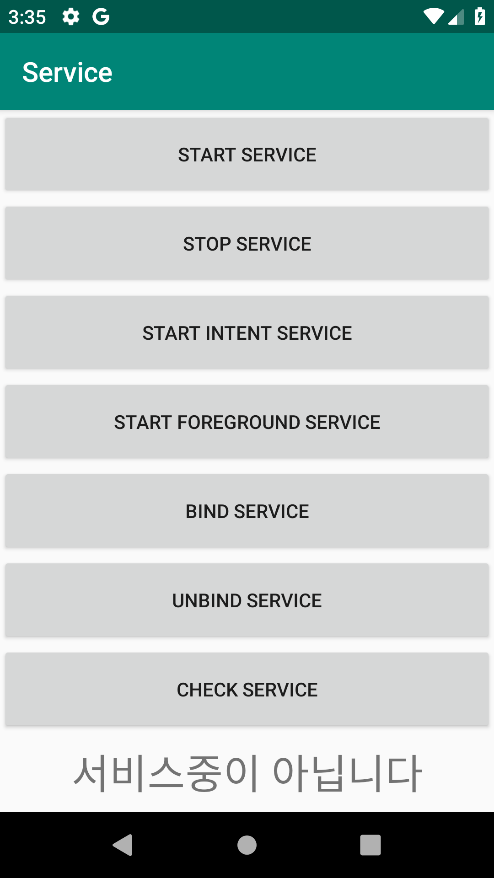 3:35
Service
START SERVICE
STOP SERVICE
START INTENT SERVICE
START FOREGROUND SERVICE
BIND SERVICE
UNBIND SERVICE
CHECK SERVICE
서비스중이 아닙니다